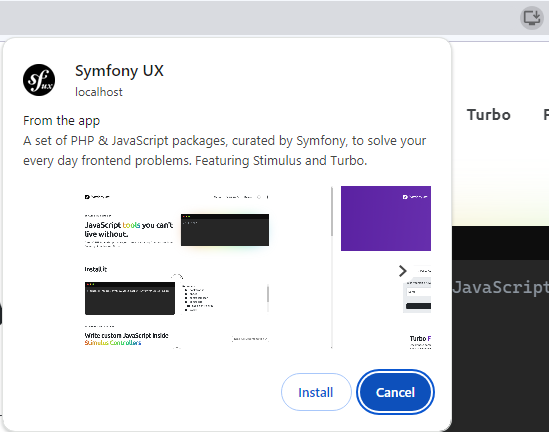 Symfony UX
localhost
Turbo
From the app
A set of PHP & JavaScript packages, curated by Symfony, to solve your
every day frontend problems. Featuring Stimulus and Turbo.
JavaScript tools you can't
live without.
Install it
JavaScript
Write custom JavaScript inside
Stimulus Controllers
Turbo
Install
Cancel